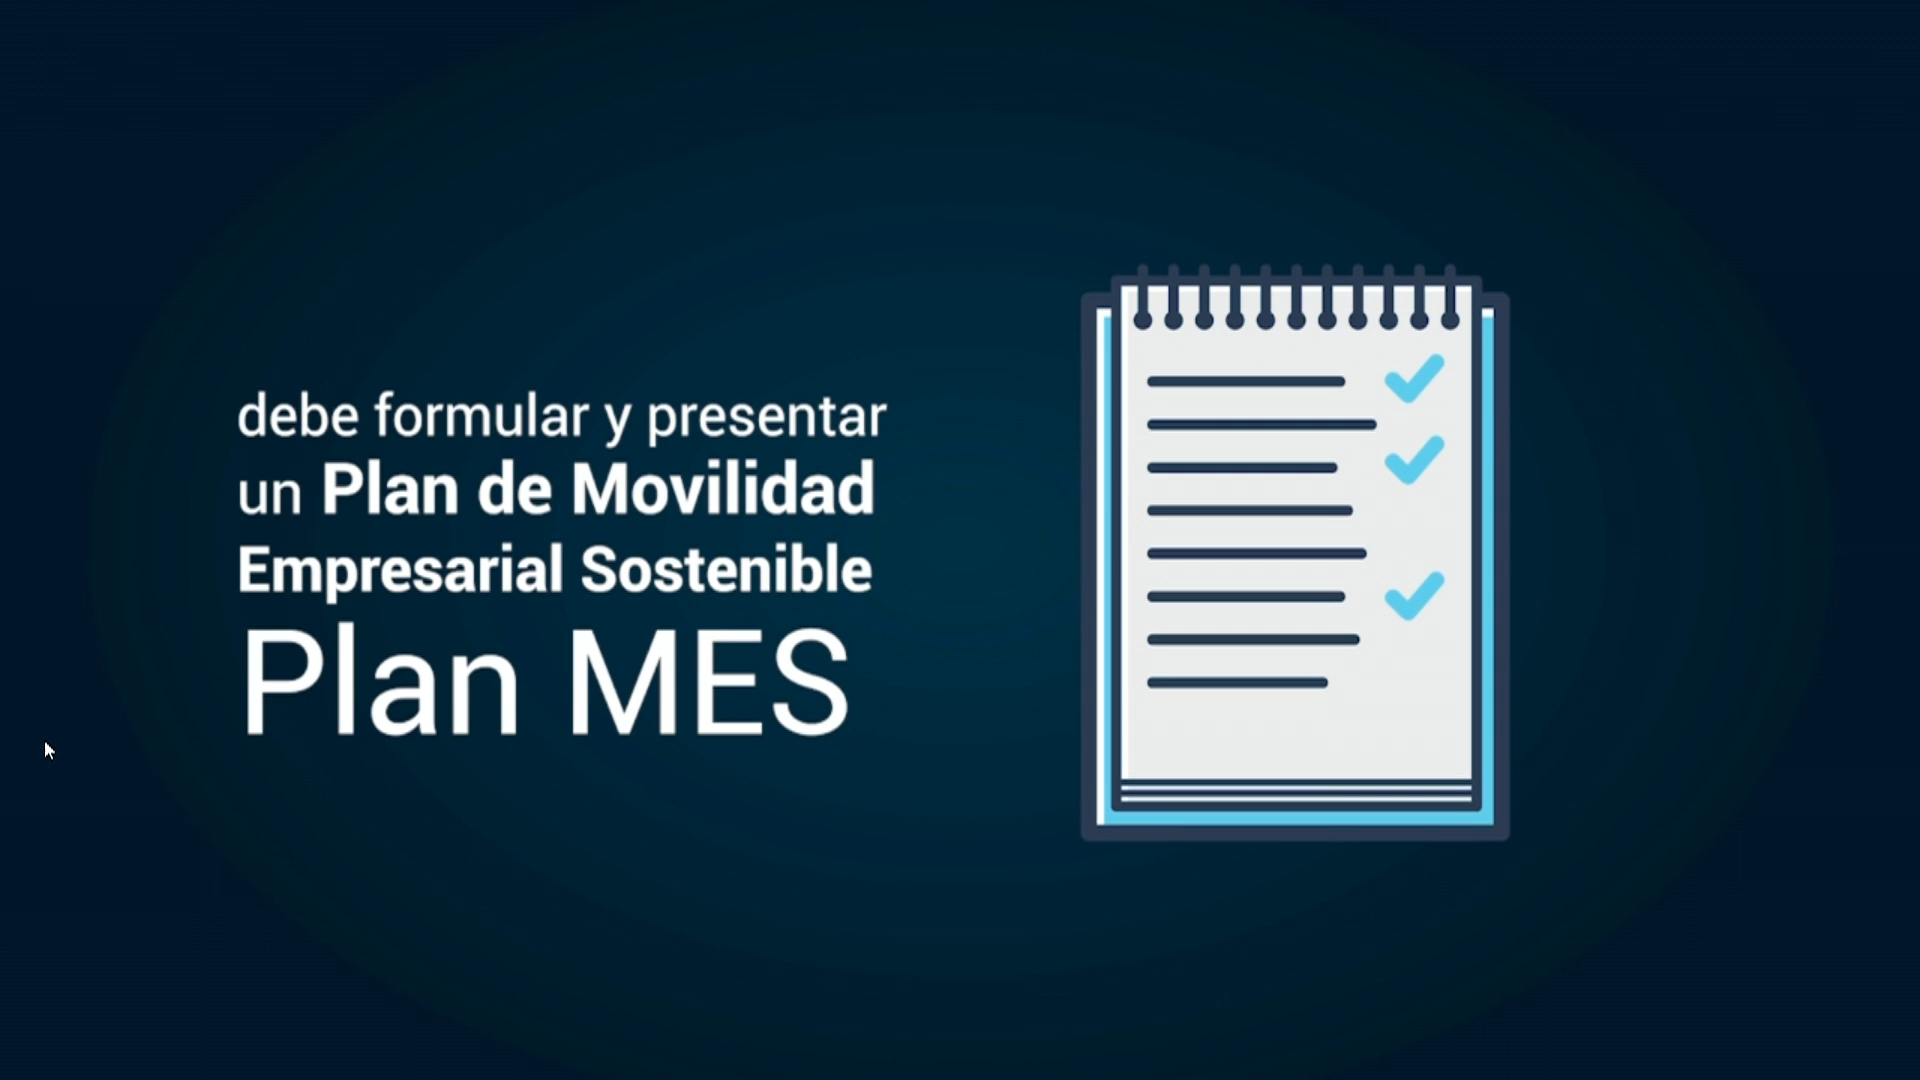 debe formular y presentar
un Plan de Movilidad
Empresarial Sostenible
Plan MES